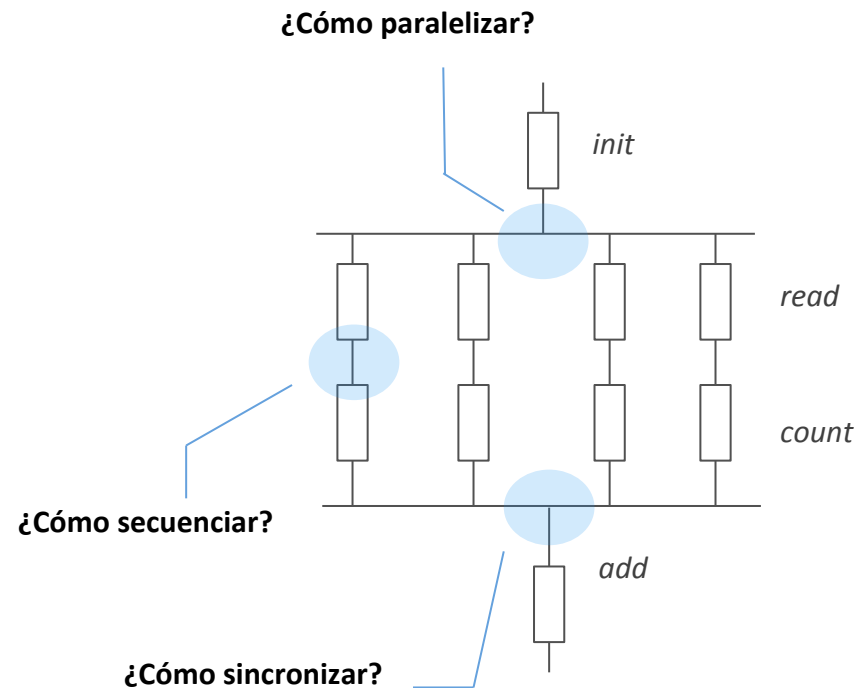 ¿Cómo paralelizar?
init
read
count
¿Cómo secuenciar?
add
¿Cómo sincronizar?